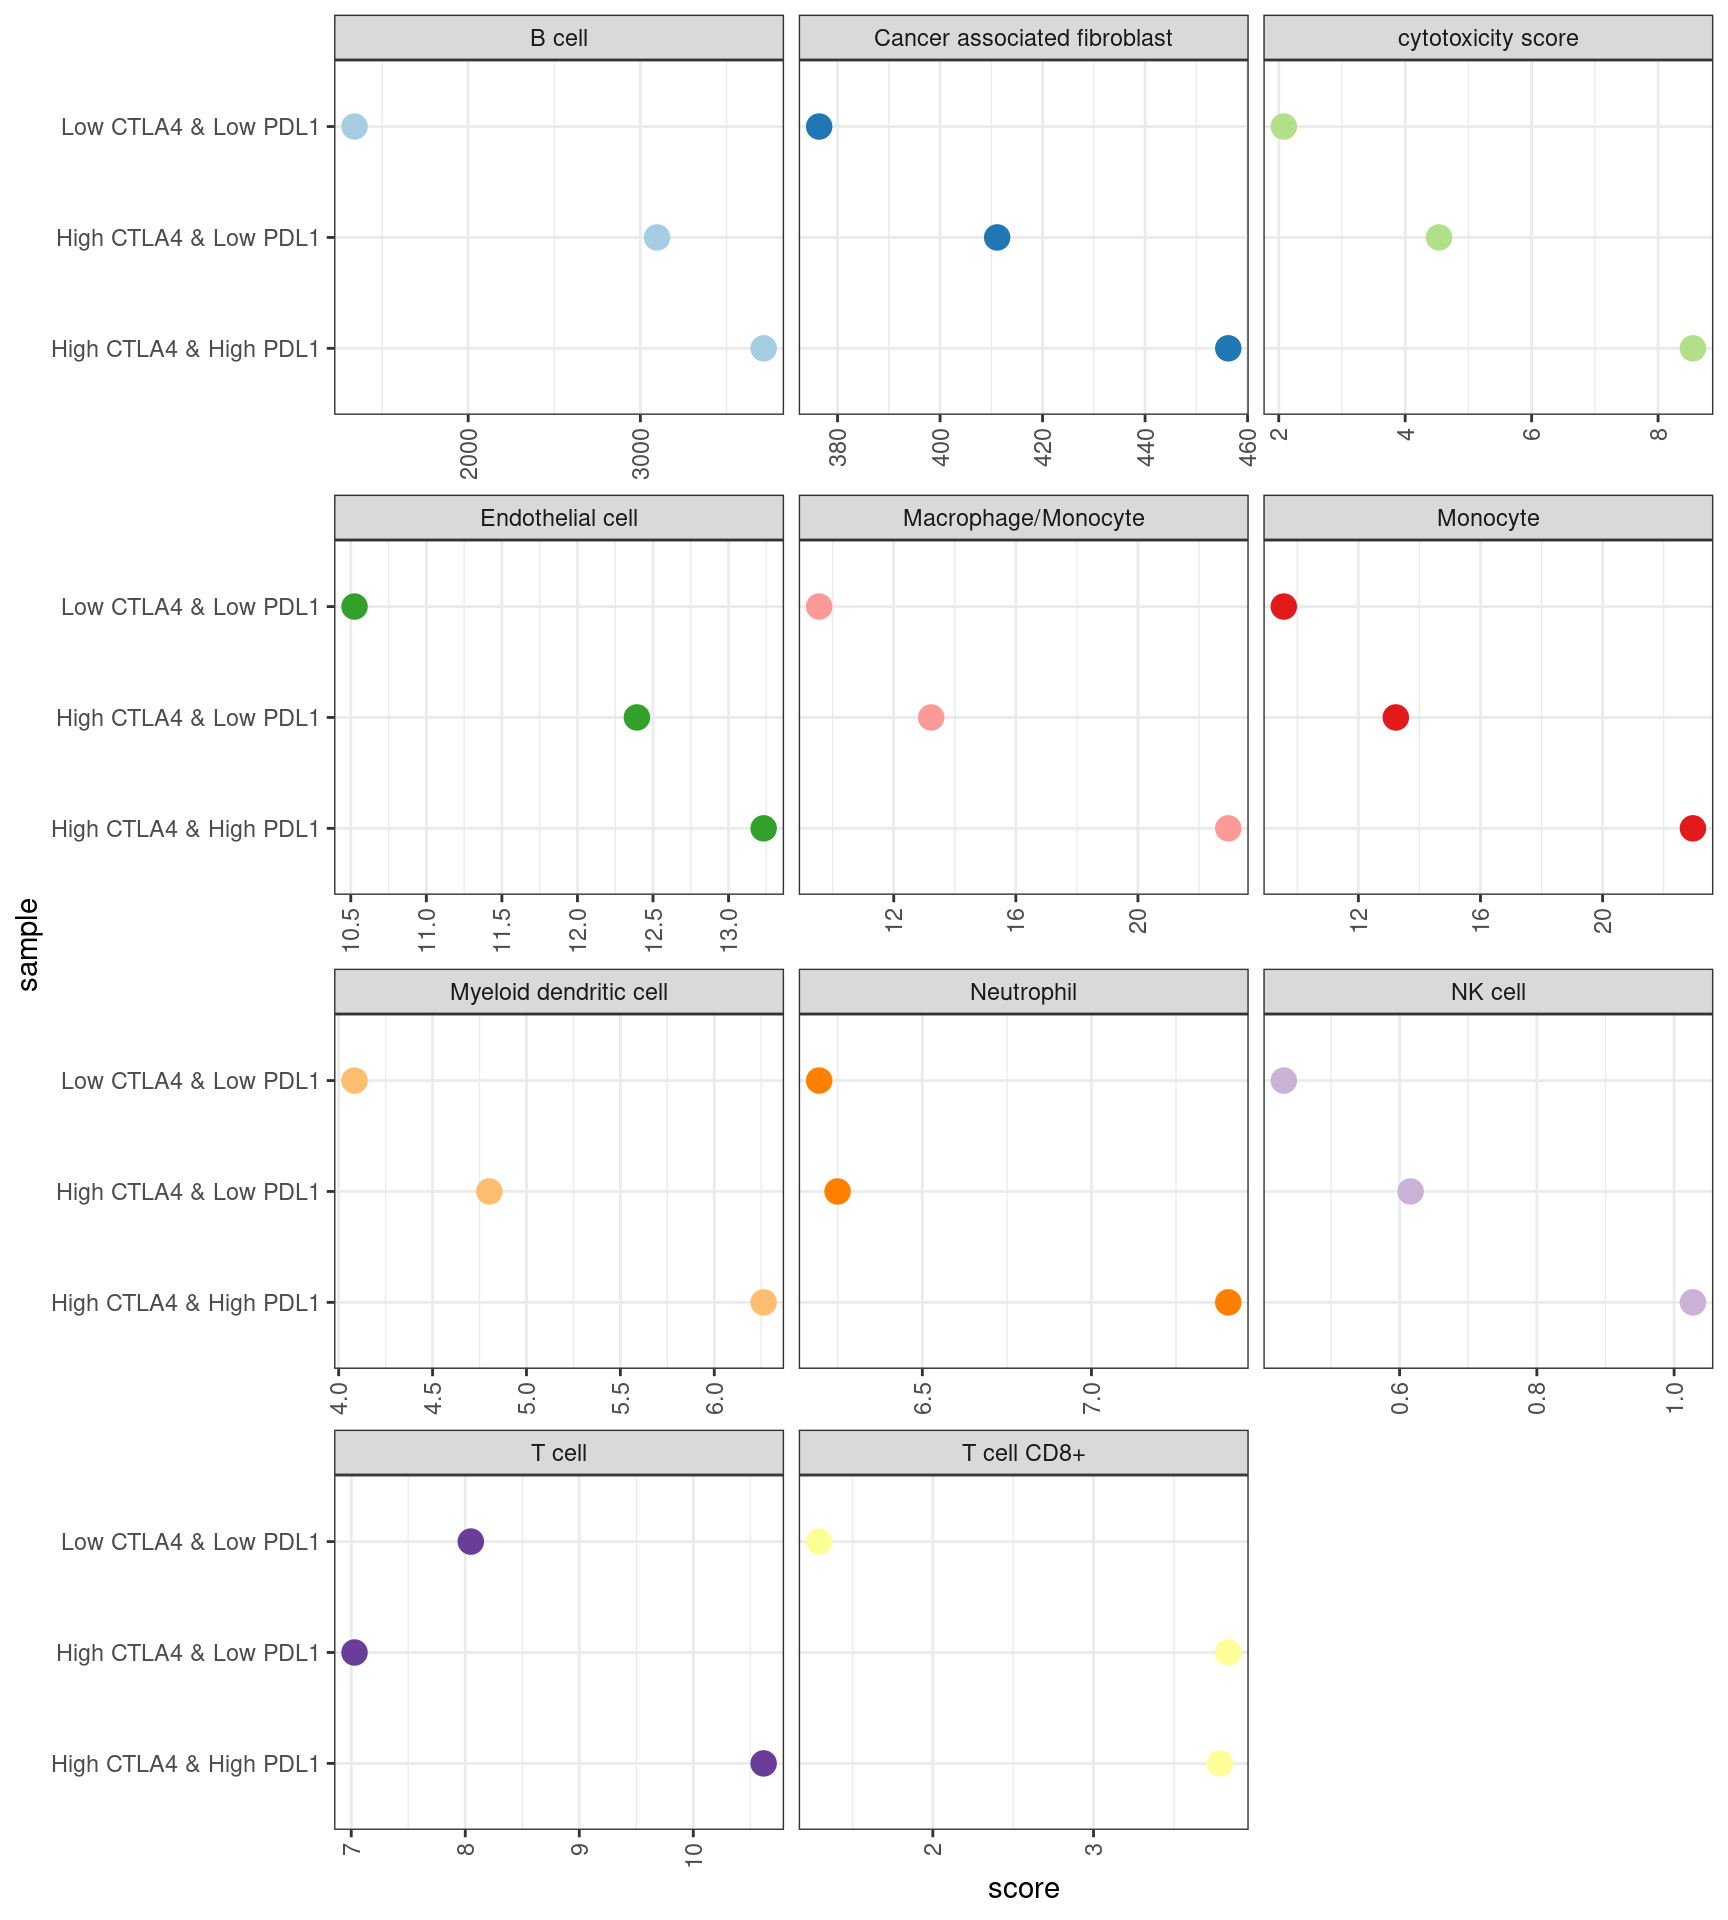 B cell
Cancer associated fibroblast
cytotoxicity score
Low CTLA4 & Low PDL1
High CTLA4 & Low PDL1
High CTLA4 & High PDL1
2000 3000
380 400 420 440 460
2 4 6 8
Endothelial cell
Macrophage/Monocyte
Monocyte
Low CTLA4 & Low PDL1
High CTLA4 & Low PDL1
High CTLA4 & High PDL1
10.5 11.0 11.5 12.0 12.5 13.0
12 16 20
12 16 20
sample
Myeloid dendritic cell
Neutrophil
NK cell
Low CTLA4 & Low PDL1
High CTLA4 & Low PDL1
High CTLA4 & High PDL1
4.0 4.5 5.0 5.5 6.0
6.5 7.0
0.6 0.8 1.0
T cell
T cell CD8+
Low CTLA4 & Low PDL1
High CTLA4 & Low PDL1
High CTLA4 & High PDL1
7 8 9 10
2 3
score